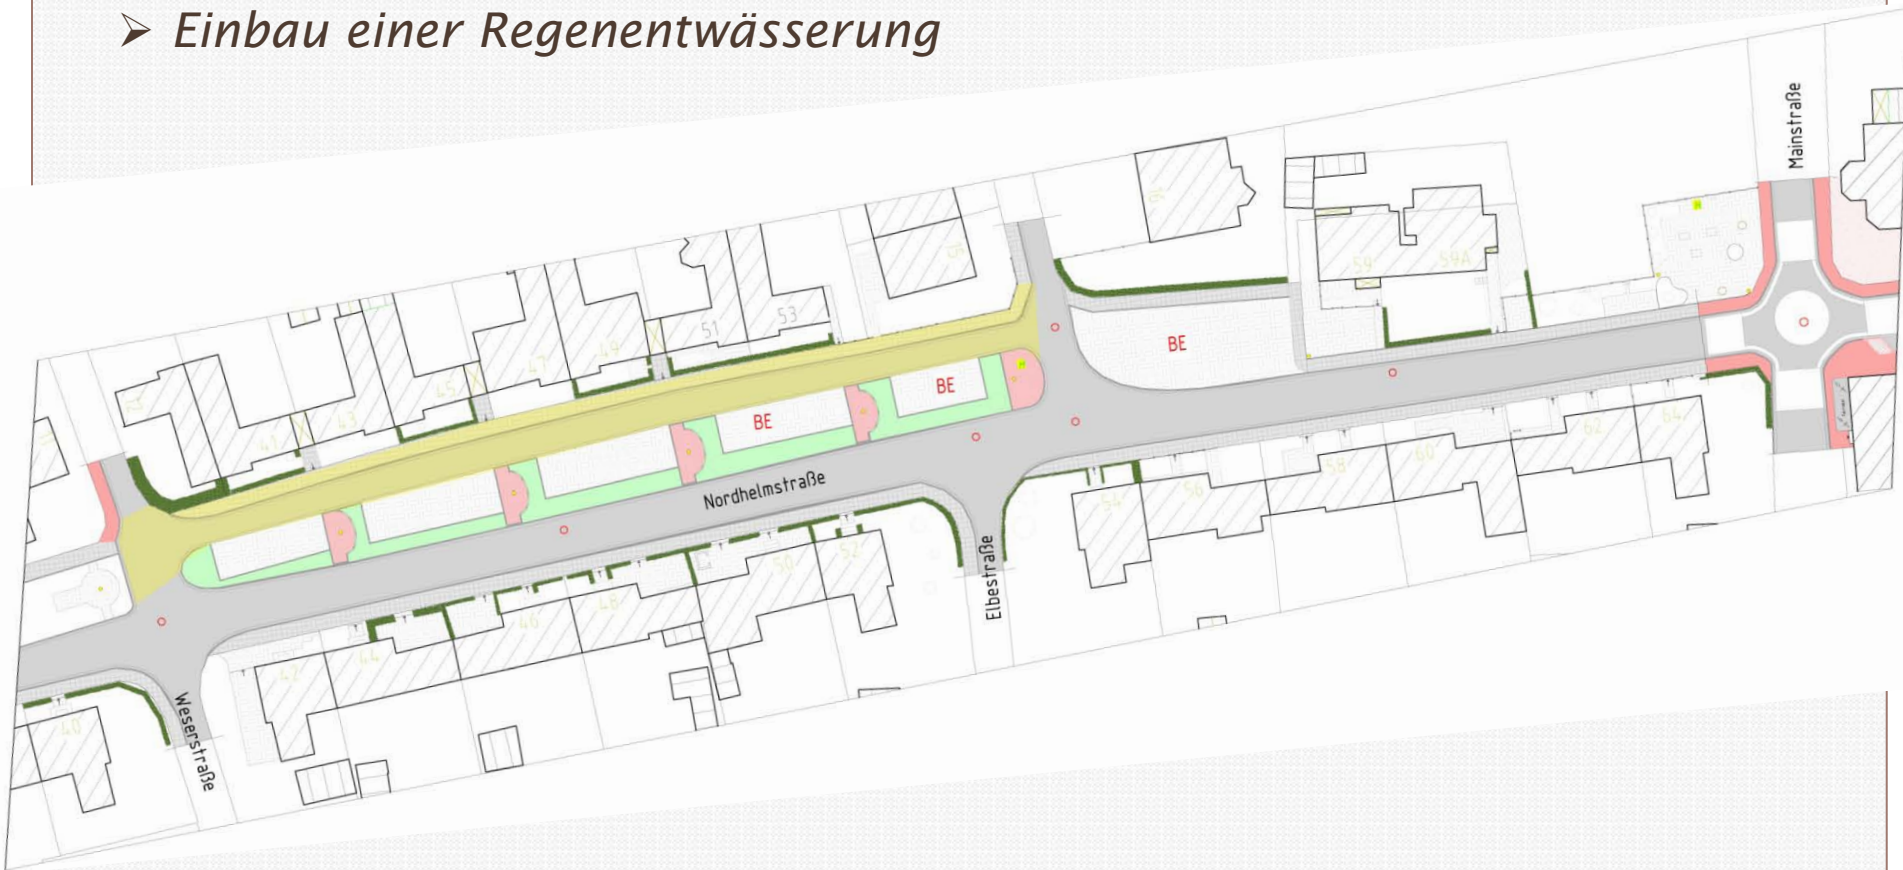 ➢ Einbau einer Regenentwässerung
Mainstraße
59
59A
53
51
49
BE
47
BE
45
BE
43
41
Nordhelmstraße
64
62
60
58
56
54
52
50
Elbestraße
48
46
44
42
Weserstraße
40